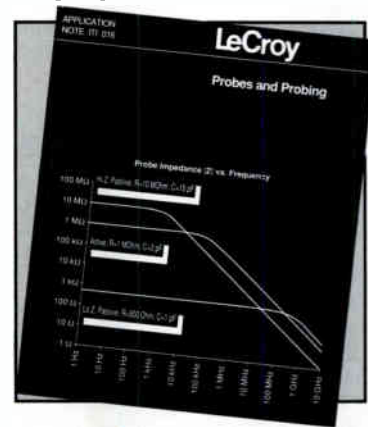 APPLICATION
NOTE ITI 016
LeCroy
Probes and Probing
Probe Impedance (Z) vs. Frequency
100 MΩ
Hi Z Passive, R=10 MOhm, C=15 pF
10 MΩ
1 MΩ
100 kΩ
Active, R=1 MOhm, C=2 pF
10 kΩ
1 kΩ
100 Ω
Lo Z Passive, R=500 Ohm, C=1 pF
10 Ω
1 Ω
1 Hz
10 Hz
100 Hz
1 kHz
10 kHz
100 kHz
1 MHz
10 MHz
100 MHz
1 GHz
10 GHz